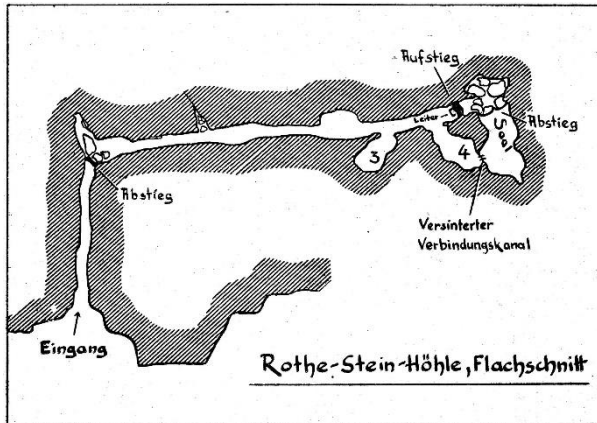 Aufstieg
Leiter
Saal
Abstieg
3
4
Abstieg
Versinterter
Verbindungskanal
Eingang
Rothe-Stein-Höhle, Flachschnitt